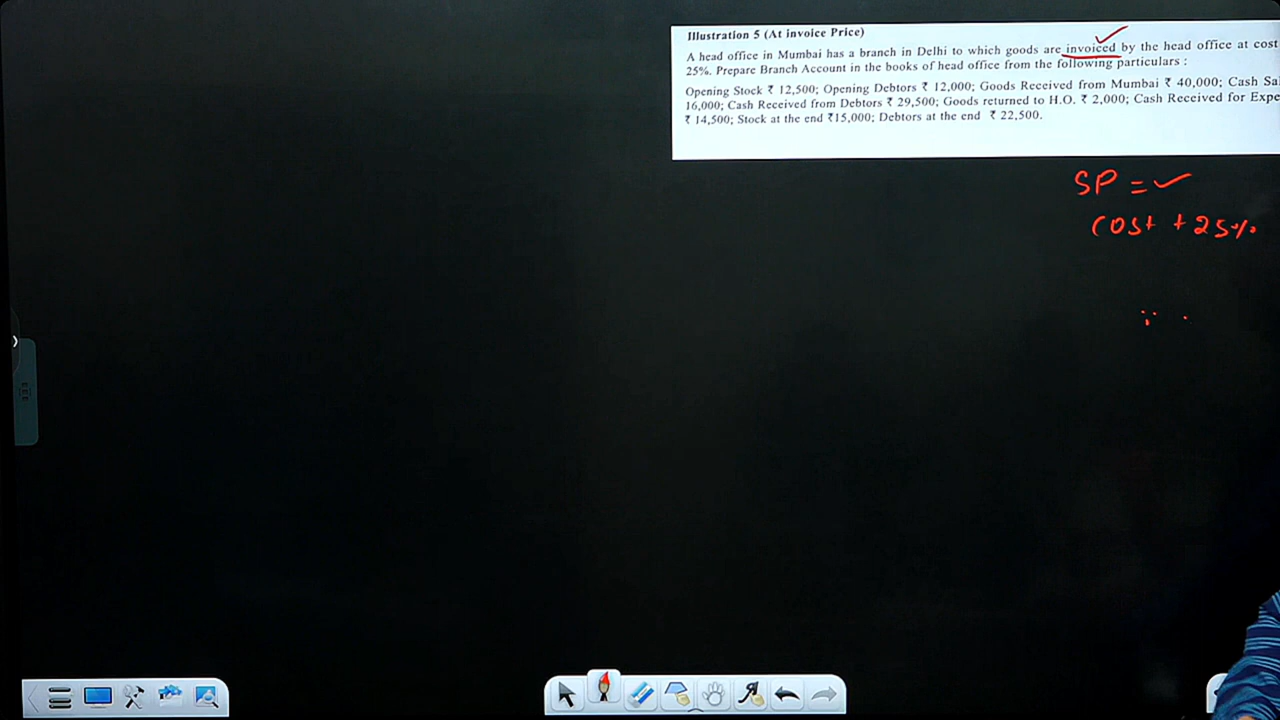 Illustration 5 (At invoice Price)
A head office in Mumbai has a branch in Delhi to which goods are invoiced by the head office at cost
25%. Prepare Branch Account in the books of head office from the following particulars :
Opening Stock ₹ 12,500; Opening Debtors ₹ 12,000; Goods Received from Mumbai ₹ 40,000; Cash
16,000; Cash Received from Debtors ₹ 29,500; Goods returned to H.O. ₹ 2,000; Cash Received for
₹ 14,500; Stock at the end ₹15,000; Debtors at the end ₹ 22,500.
SP =
Cost + 25%